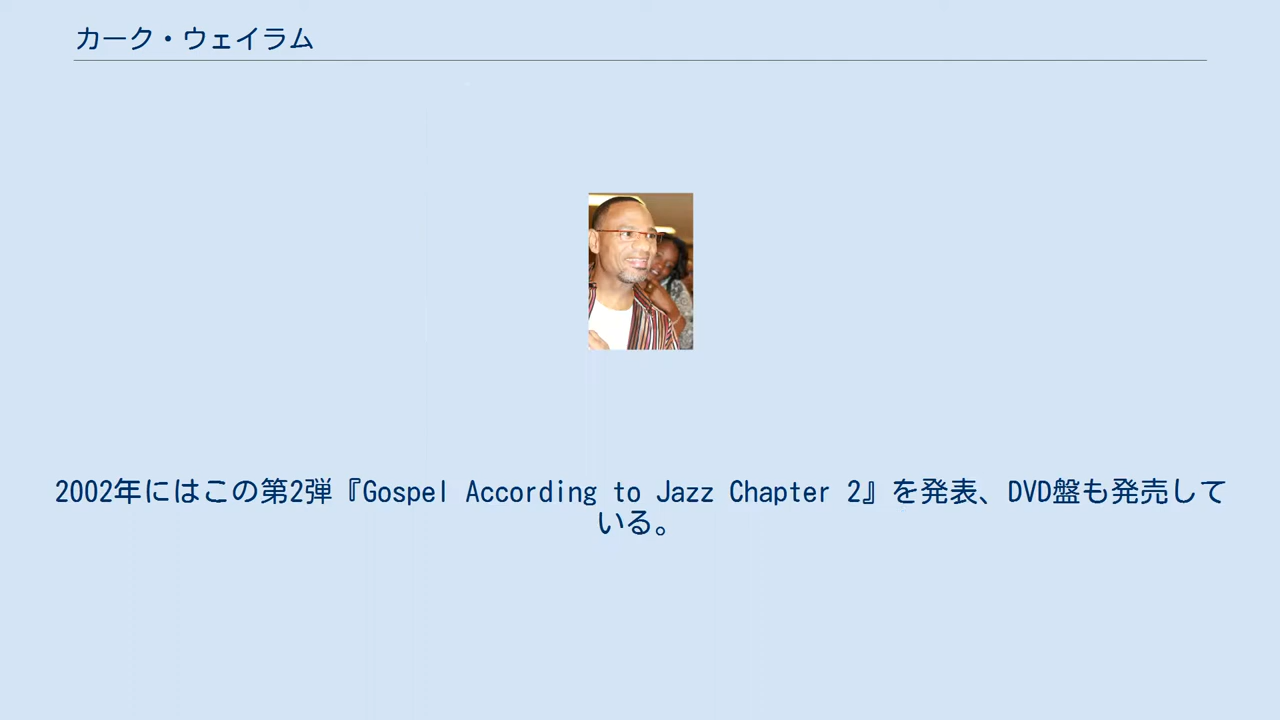 カーク・ウェイラム
2002年にはこの第2弾『Gospel According to Jazz Chapter 2』を発表、DVD盤も発売して
いる。